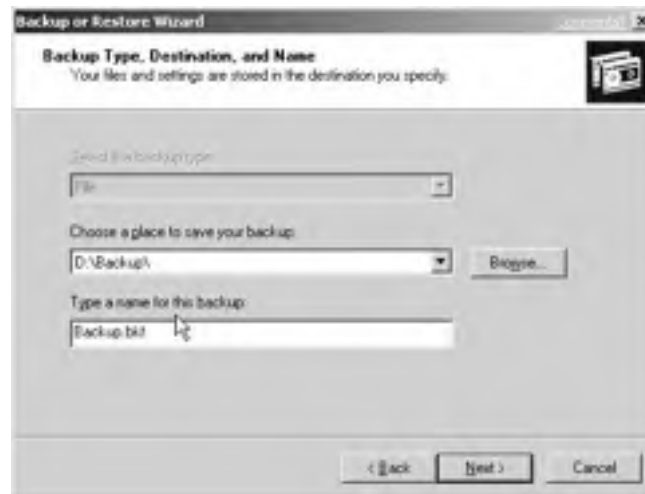 Backup or Restore Wizard
Backup Type, Destination, and Name
Your files and settings are stored in the destination you specify.
Select the backup type:
File
Choose a place to save your backup:
D:\Backup\
Browse...
Type a name for this backup:
Backup.bkf
< Back
Next >
Cancel